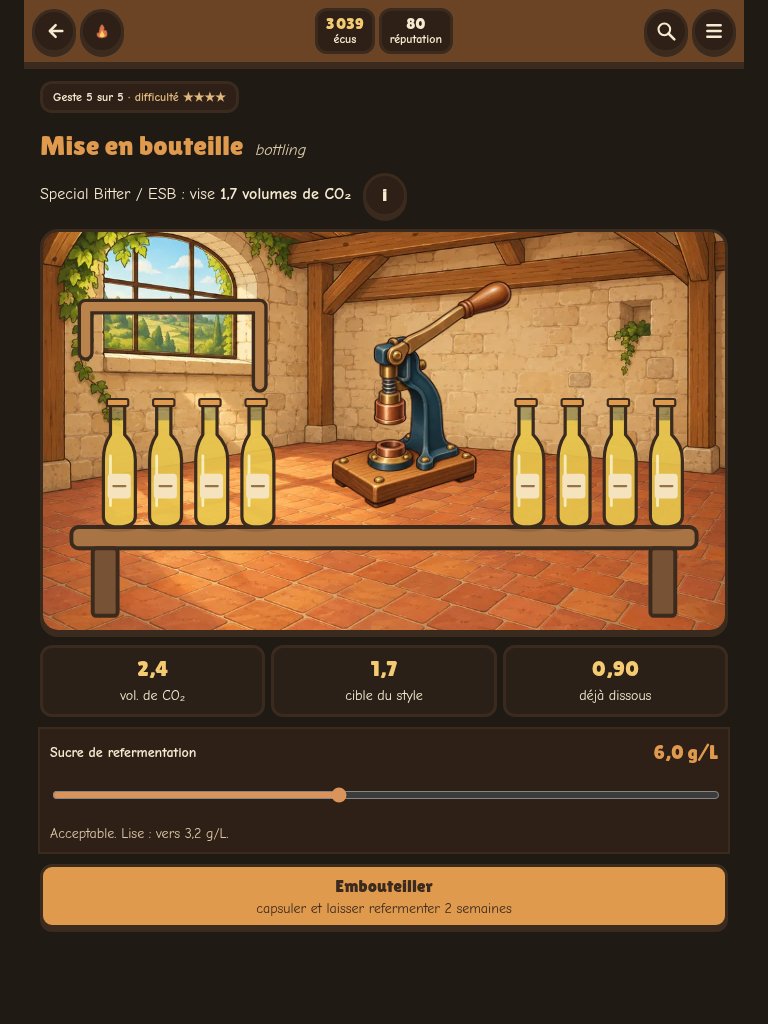 3 039
écus
80
réputation
Geste 5 sur 5 · difficulté ★★★★
Mise en bouteille bottling
Special Bitter / ESB : vise 1,7 volumes de CO₂ i
2,4
vol. de CO₂
1,7
cible du style
0,90
déjà dissous
Sucre de refermentation 6,0 g/L
Acceptable. Lise : vers 3,2 g/L.
Embouteiller
capsuler et laisser refermenter 2 semaines